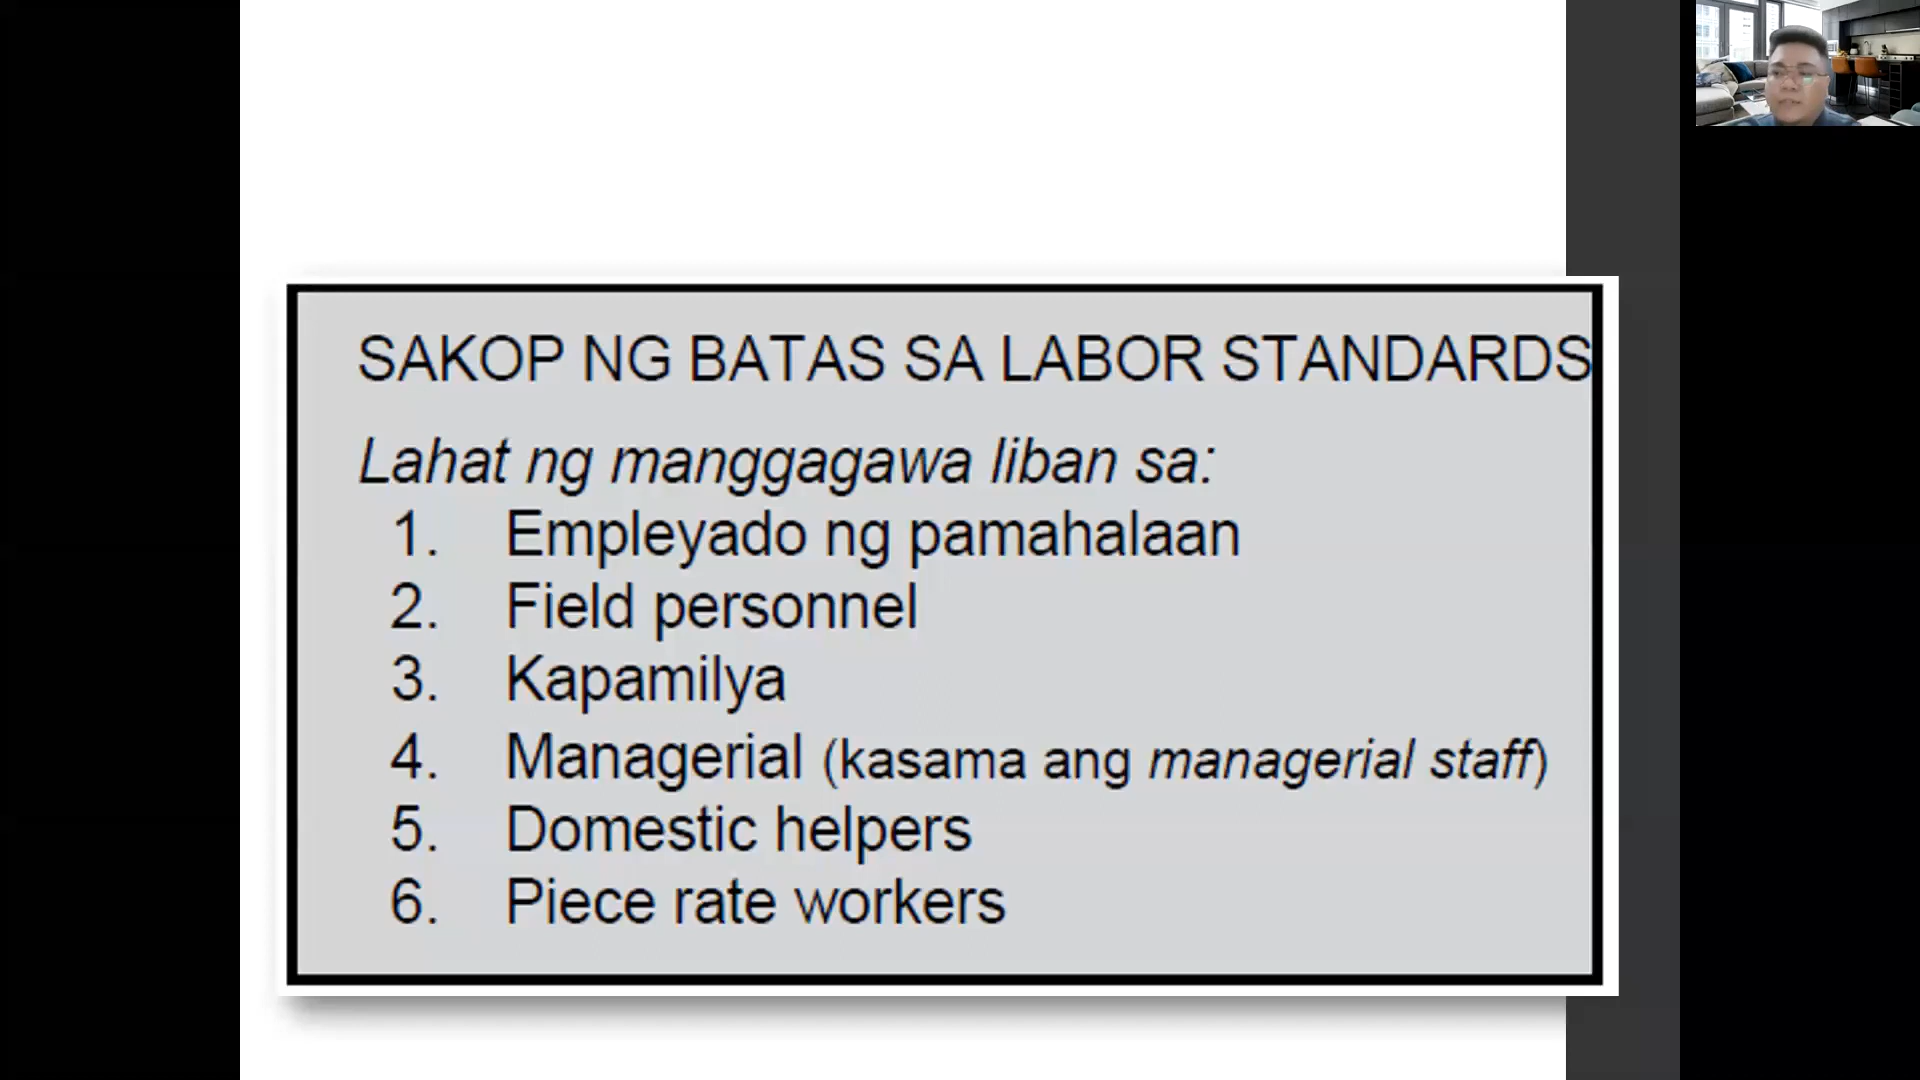 SAKOP NG BATAS SA LABOR STANDARDS
Lahat ng manggagawa liban sa:
1. Empleyado ng pamahalaan
2. Field personnel
3. Kapamilya
4. Managerial (kasama ang managerial staff)
5. Domestic helpers
6. Piece rate workers